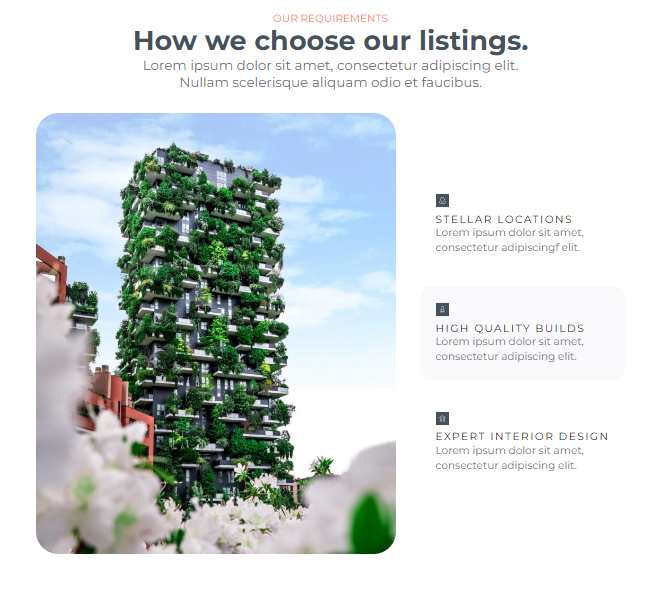 OUR REQUIREMENTS
How we choose our listings.
Lorem ipsum dolor sit amet, consectetur adipiscing elit.
Nullam scelerisque aliquam odio et faucibus.
STELLAR LOCATIONS
Lorem ipsum dolor sit amet,
consectetur adipiscingf elit.
HIGH QUALITY BUILDS
Lorem ipsum dolor sit amet,
consectetur adipiscing elit.
EXPERT INTERIOR DESIGN
Lorem ipsum dolor sit amet,
consectetur adipiscing elit.